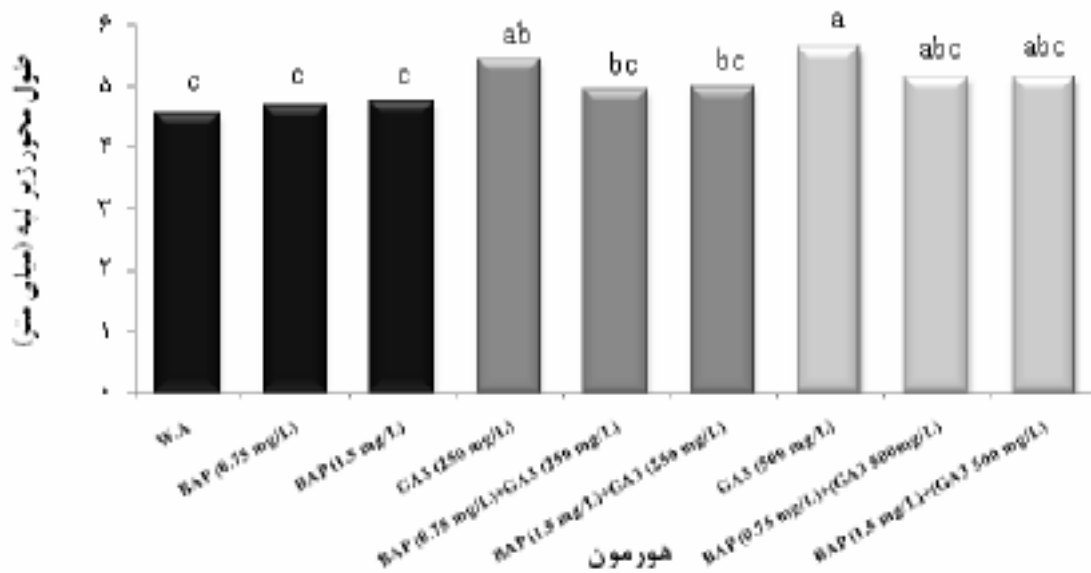 طول محور زیر لپه (میلی متر)
۶
۵
۴
۳
۲
۱
۰
c
c
c
ab
bc
bc
a
abc
abc
W.A
BAP (0.75 mg/L)
BAP (1.5 mg/L)
GA3 (250 mg/L)
BAP (0.75 mg/L)+GA3 (250 mg/L)
BAP (1.5 mg/L)+(GA3 (250 mg/L)
GA3 (500 mg/L)
BAP (0.75 mg/L)+(GA3 500mg/L)
BAP (1.5 mg/L)+(GA3 500 mg/L)
هورمون